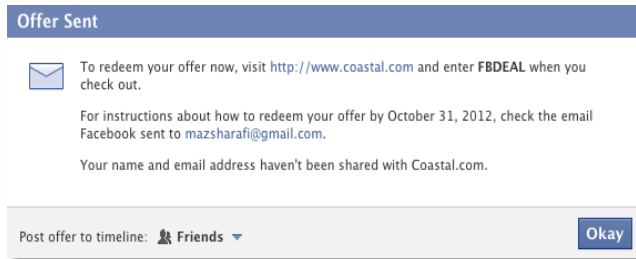 Offer Sent
To redeem your offer now, visit http://www.coastal.com and enter FBDEAL when you
check out.
For instructions about how to redeem your offer by October 31, 2012, check the email
Facebook sent to mazsharafi@gmail.com.
Your name and email address haven't been shared with Coastal.com.
Post offer to timeline: Friends
Okay